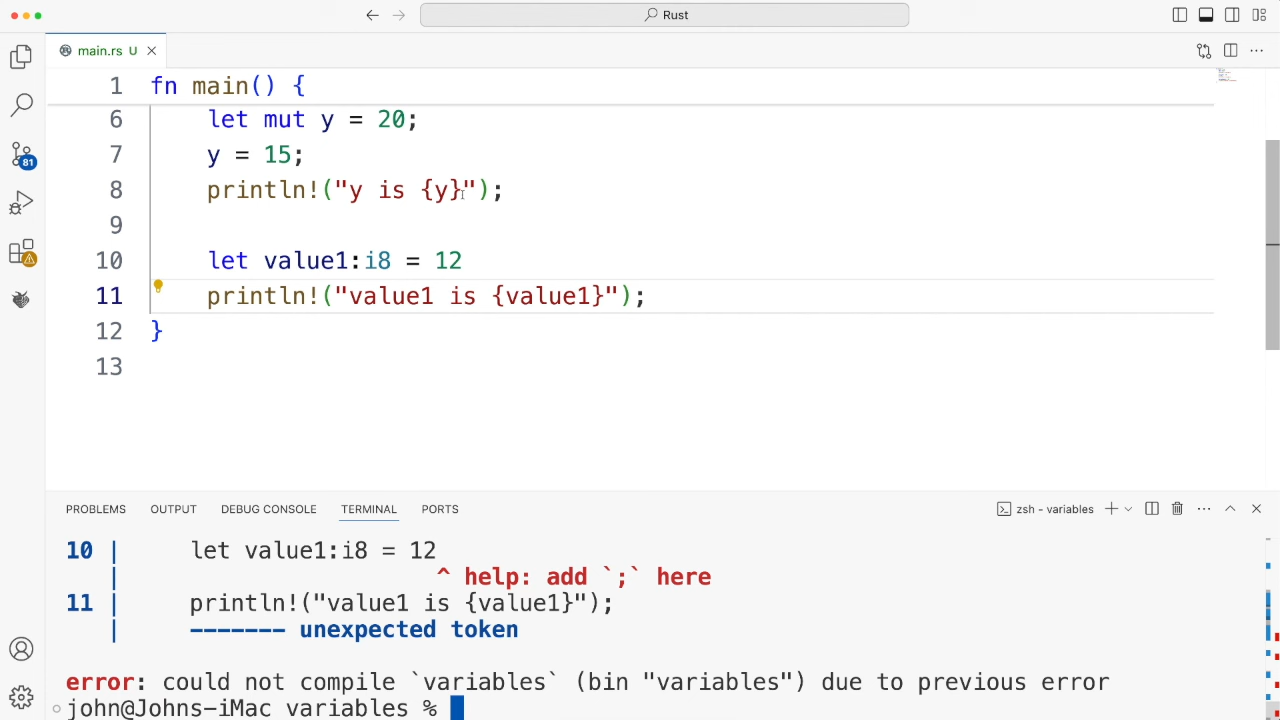 Rust
main.rs U
1 fn main() {
6 let mut y = 20;
7 y = 15;
8 println!("y is {y}");
9
10 let value1:i8 = 12
11 println!("value1 is {value1}");
12 }
13
81
PROBLEMS OUTPUT DEBUG CONSOLE TERMINAL PORTS zsh - variables
10 | let value1:i8 = 12
| ^ help: add `;` here
11 | println!("value1 is {value1}");
| ------- unexpected token
error: could not compile `variables` (bin "variables") due to previous error
john@Johns-iMac variables %